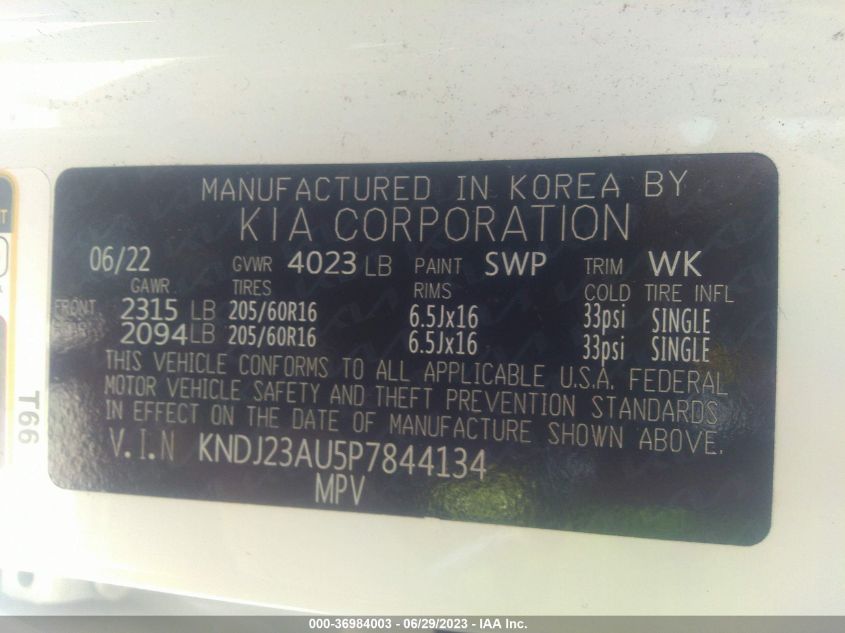 MANUFACTURED IN KOREA BY
KIA CORPORATION
06/22 GVWR 4023 LB PAINT SWP TRIM WK
GAWR TIRES RIMS COLD TIRE INFL
FRONT 2315 LB 205/60R16 6.5Jx16 33psi SINGLE
REAR 2094 LB 205/60R16 6.5Jx16 33psi SINGLE
THIS VEHICLE CONFORMS TO ALL APPLICABLE U.S.A. FEDERAL
MOTOR VEHICLE SAFETY AND THEFT PREVENTION STANDARDS
IN EFFECT ON THE DATE OF MANUFACTURE SHOWN ABOVE.
V.I.N KNDJ23AU5P7844134
MPV
T66
000-36984003 - 06/29/2023 - IAA Inc.